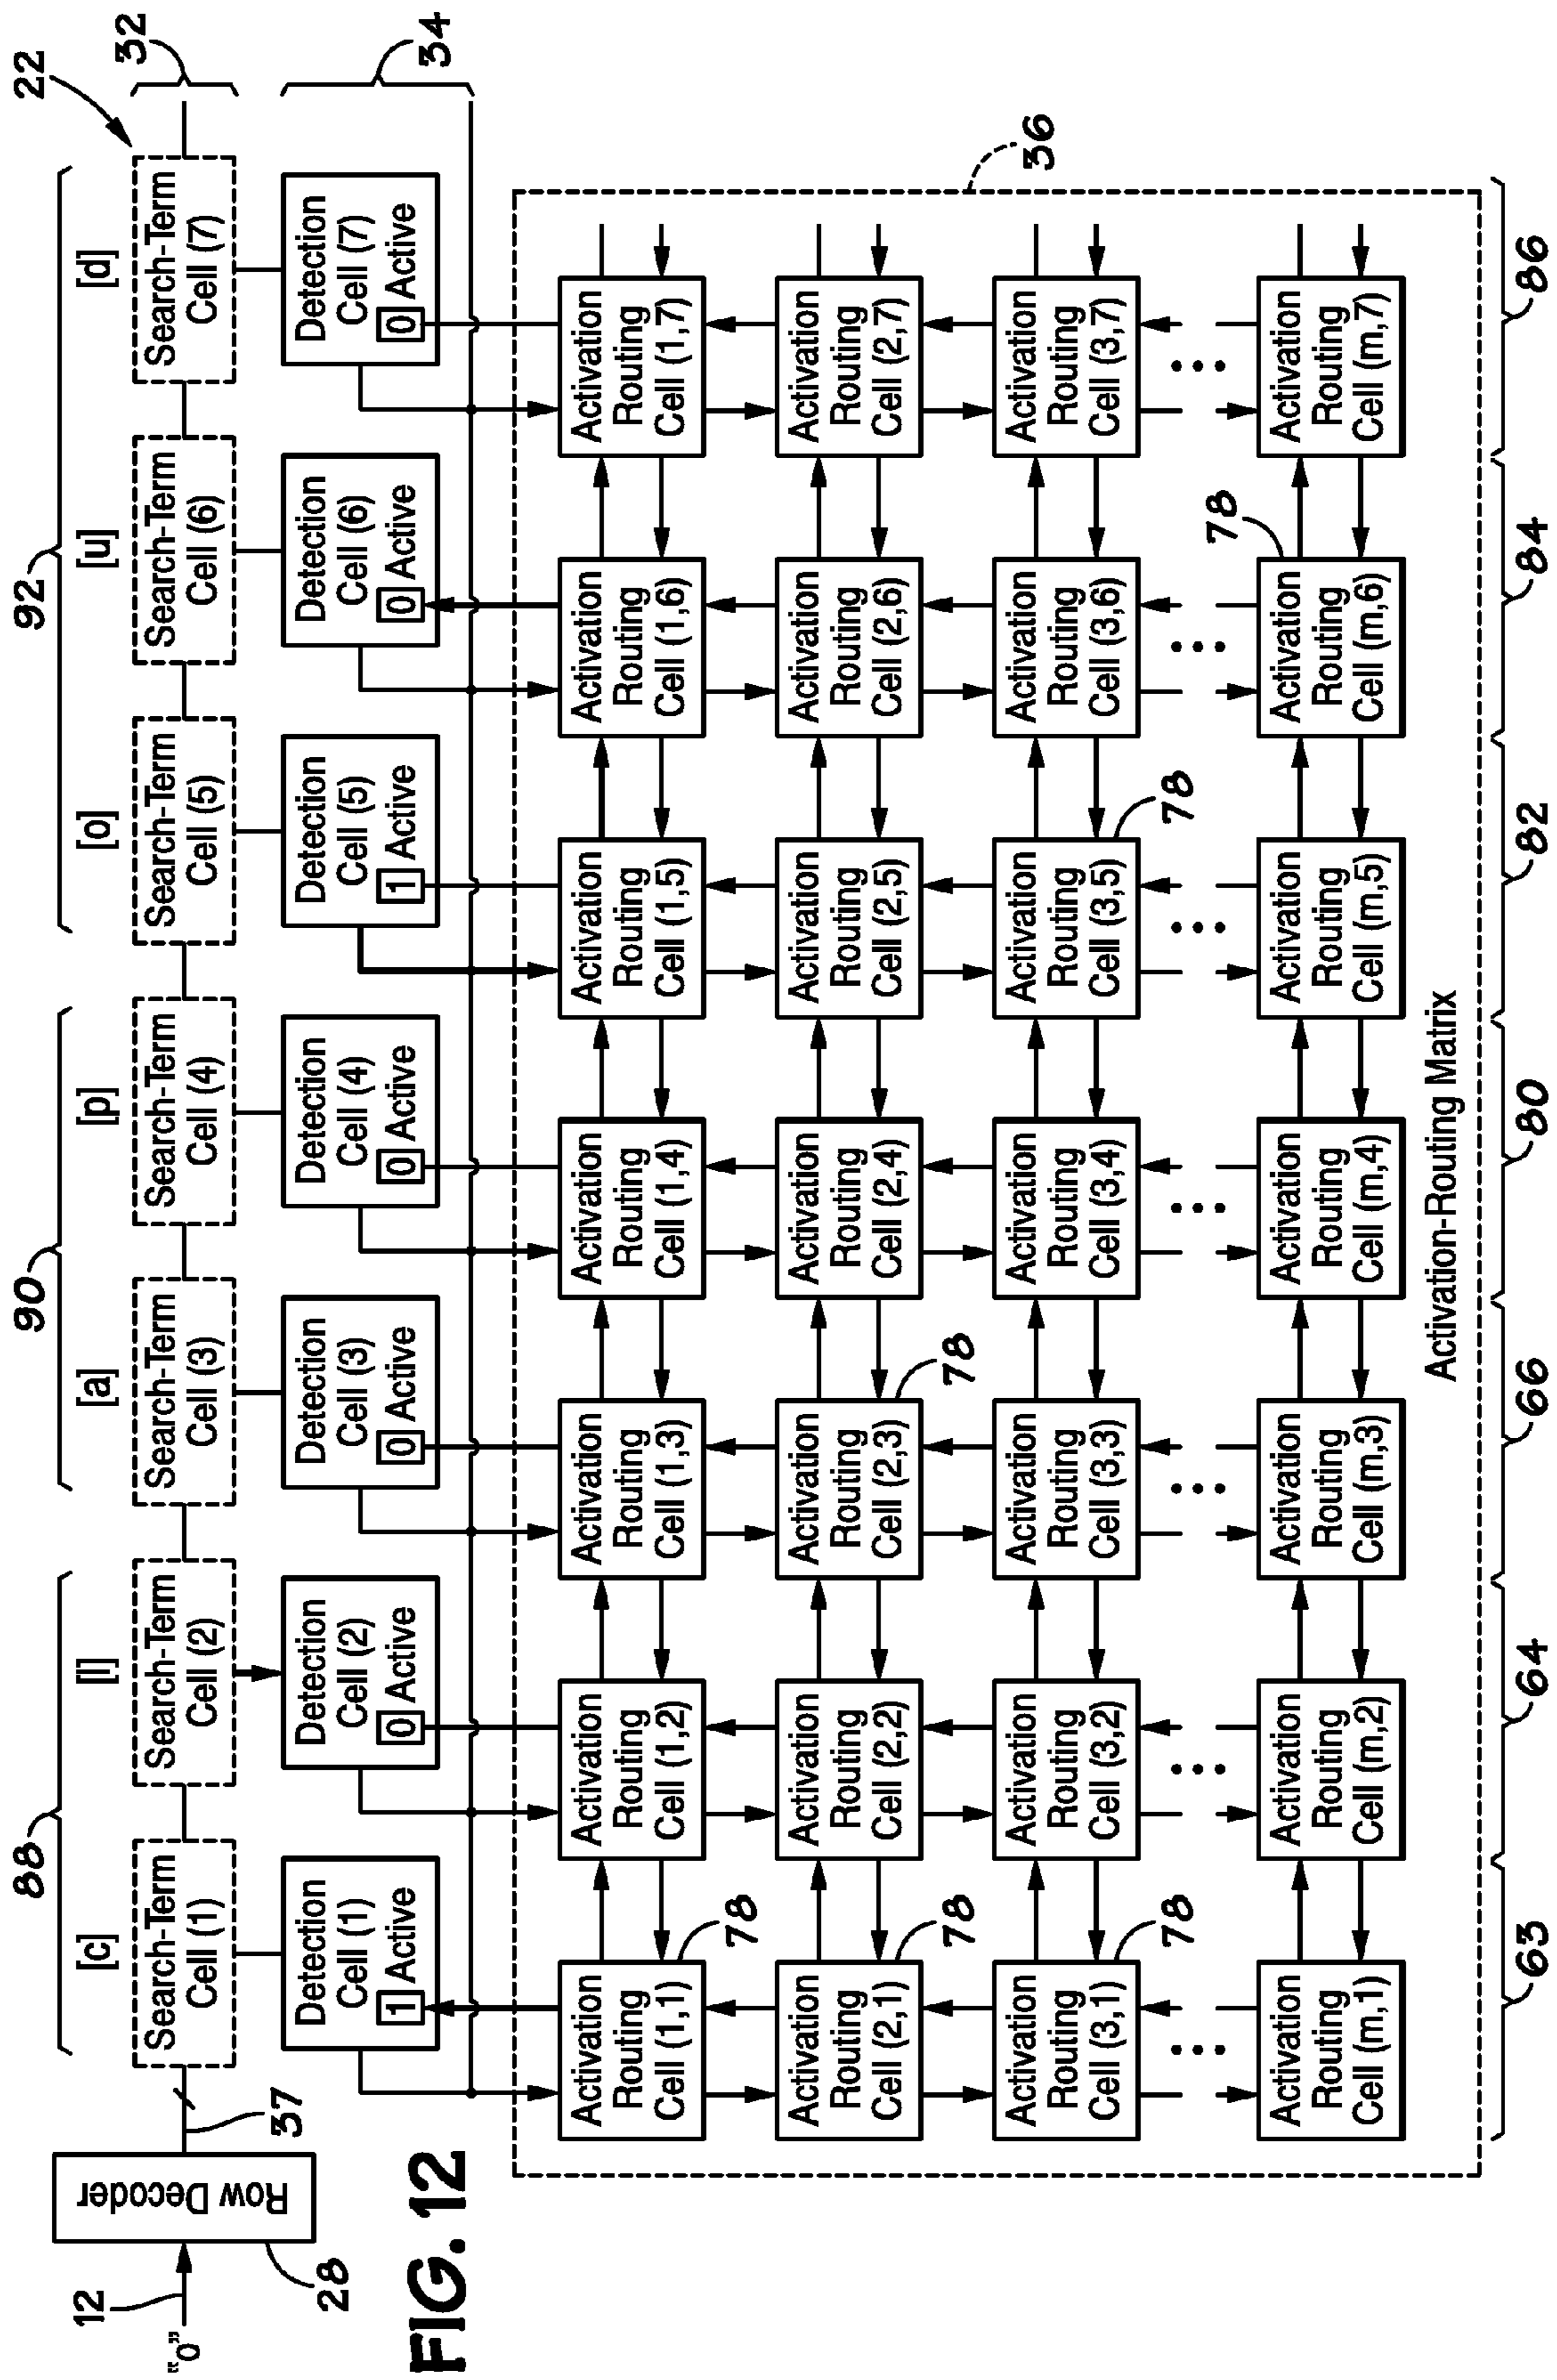 88
90
92
22
[c]
[l]
[a]
[p]
[o]
[u]
[d]
12
“o”
Row Decoder
28
37
Search-Term
Cell (1)
Search-Term
Cell (2)
Search-Term
Cell (3)
Search-Term
Cell (4)
Search-Term
Cell (5)
Search-Term
Cell (6)
Search-Term
Cell (7)
32
Detection
Cell (1)
1 Active
Detection
Cell (2)
0 Active
Detection
Cell (3)
0 Active
Detection
Cell (4)
0 Active
Detection
Cell (5)
1 Active
Detection
Cell (6)
0 Active
Detection
Cell (7)
0 Active
34
FIG. 12
36
Activation
Routing
Cell (1,1)
78
Activation
Routing
Cell (1,2)
Activation
Routing
Cell (1,3)
Activation
Routing
Cell (1,4)
Activation
Routing
Cell (1,5)
Activation
Routing
Cell (1,6)
Activation
Routing
Cell (1,7)
Activation
Routing
Cell (2,1)
78
Activation
Routing
Cell (2,2)
Activation
Routing
Cell (2,3)
78
Activation
Routing
Cell (2,4)
Activation
Routing
Cell (2,5)
Activation
Routing
Cell (2,6)
Activation
Routing
Cell (2,7)
Activation
Routing
Cell (3,1)
78
Activation
Routing
Cell (3,2)
Activation
Routing
Cell (3,3)
Activation
Routing
Cell (3,4)
Activation
Routing
Cell (3,5)
78
Activation
Routing
Cell (3,6)
Activation
Routing
Cell (3,7)
Activation
Routing
Cell (m,1)
Activation
Routing
Cell (m,2)
Activation
Routing
Cell (m,3)
Activation
Routing
Cell (m,4)
Activation
Routing
Cell (m,5)
Activation
Routing
Cell (m,6)
78
Activation
Routing
Cell (m,7)
Activation-Routing Matrix
63
64
66
80
82
84
86